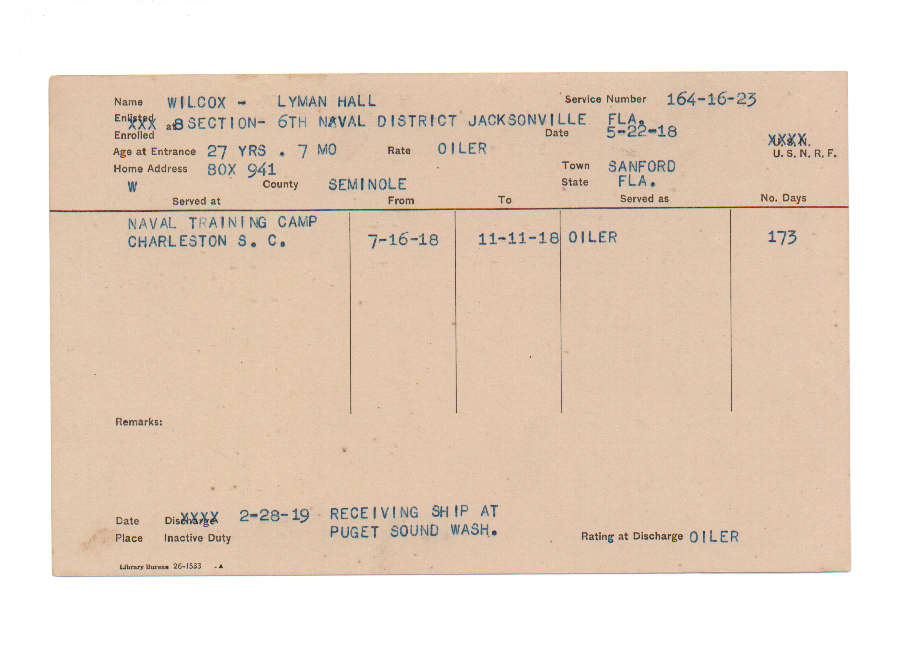 Name WILCOX - LYMAN HALL Service Number 164-16-23
Enlisted XXX at 8 SECTION- 6TH NAVAL DISTRICT JACKSONVILLE FLA.
Enrolled Date 5-22-18 XXXX U.S.N.
Age at Entrance 27 YRS . 7 MO Rate OILER U. S. N. R. F.
Home Address BOX 941 Town SANFORD
W County SEMINOLE State FLA.
Served at From To Served as No. Days
NAVAL TRAINING CAMP
CHARLESTON S. C. 7-16-18 11-11-18 OILER 173
Remarks:
Date Discharge XXXX 2-28-19 RECEIVING SHIP AT
Place Inactive Duty PUGET SOUND WASH. Rating at Discharge OILER
Library Bureau 26-1583 .▲